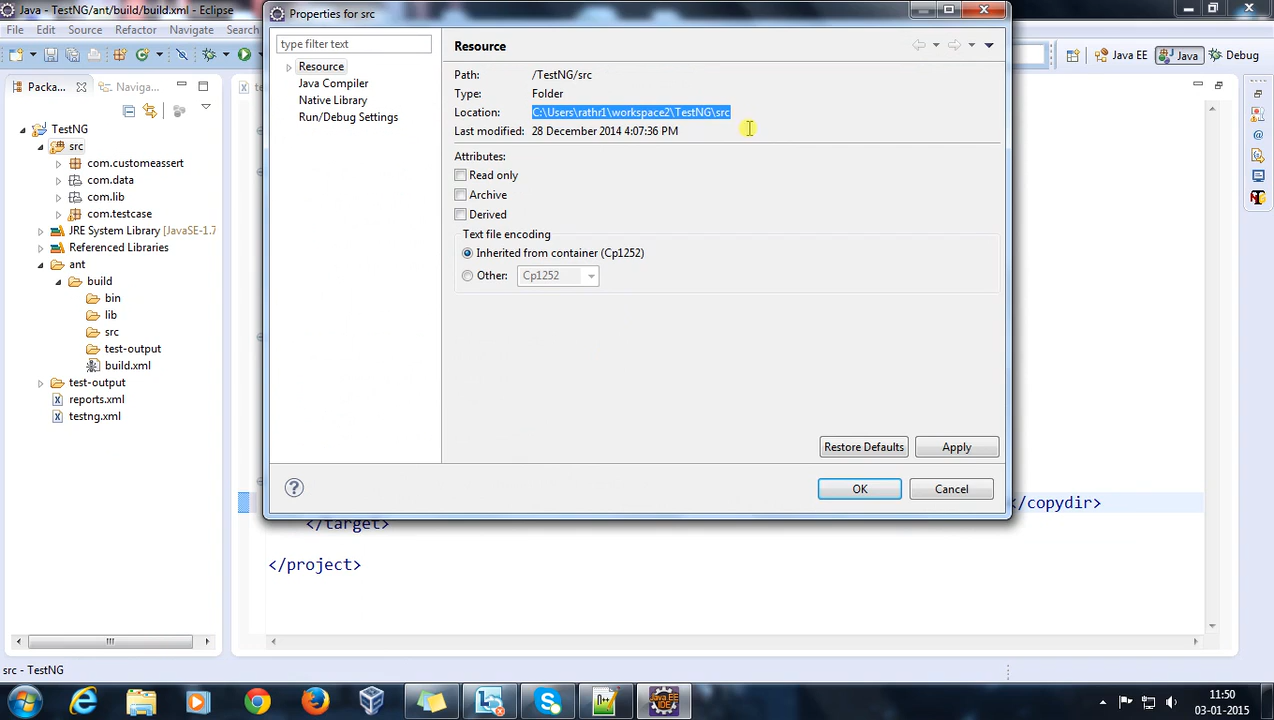 Java - TestNG/ant/build/build.xml - Eclipse
Properties for src
File Edit Source Refactor Navigate Search
type filter text
Resource
Java Compiler
Native Library
Run/Debug Settings
Resource
Path: /TestNG/src
Type: Folder
Location: C:\Users\rathr1\workspace2\TestNG\src
Last modified: 28 December 2014 4:07:36 PM
Attributes:
Read only
Archive
Derived
Text file encoding
Inherited from container (Cp1252)
Other: Cp1252
Restore Defaults Apply
OK Cancel
Java EE Java Debug
Packa... Naviga...
TestNG
src
com.customeassert
com.data
com.lib
com.testcase
JRE System Library [JavaSE-1.7
Referenced Libraries
ant
build
bin
lib
src
test-output
build.xml
test-output
reports.xml
testng.xml
</copydir>
</target>
</project>
src - TestNG
11:50
03-01-2015